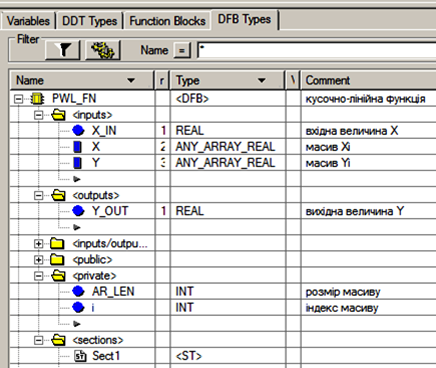 Variables DDT Types Function Blocks DFB Types
Filter
Name = *
Name r Type \ Comment
PWL_FN <DFB> кусочно-лінійна функція
<inputs>
X_IN 1 REAL вхідна величина X
X 2 ANY_ARRAY_REAL масив Xi
Y 3 ANY_ARRAY_REAL масив Yi
<outputs>
Y_OUT 1 REAL вихідна величина Y
<inputs/outpu...
<public>
<private>
AR_LEN INT розмір масиву
i INT індекс масиву
<sections>
Sect1 <ST>